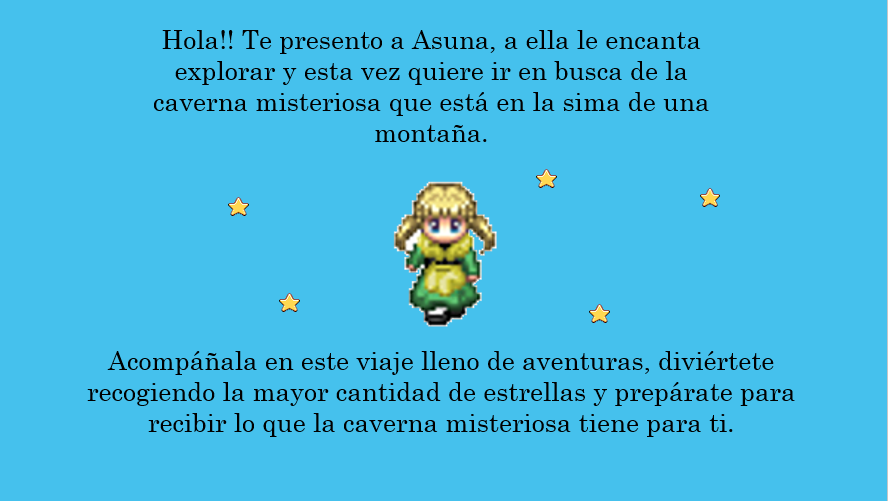 Hola!! Te presento a Asuna, a ella le encanta
explorar y esta vez quiere ir en busca de la
caverna misteriosa que está en la sima de una
montaña.
Acompáñala en este viaje lleno de aventuras, diviértete
recogiendo la mayor cantidad de estrellas y prepárate para
recibir lo que la caverna misteriosa tiene para ti.